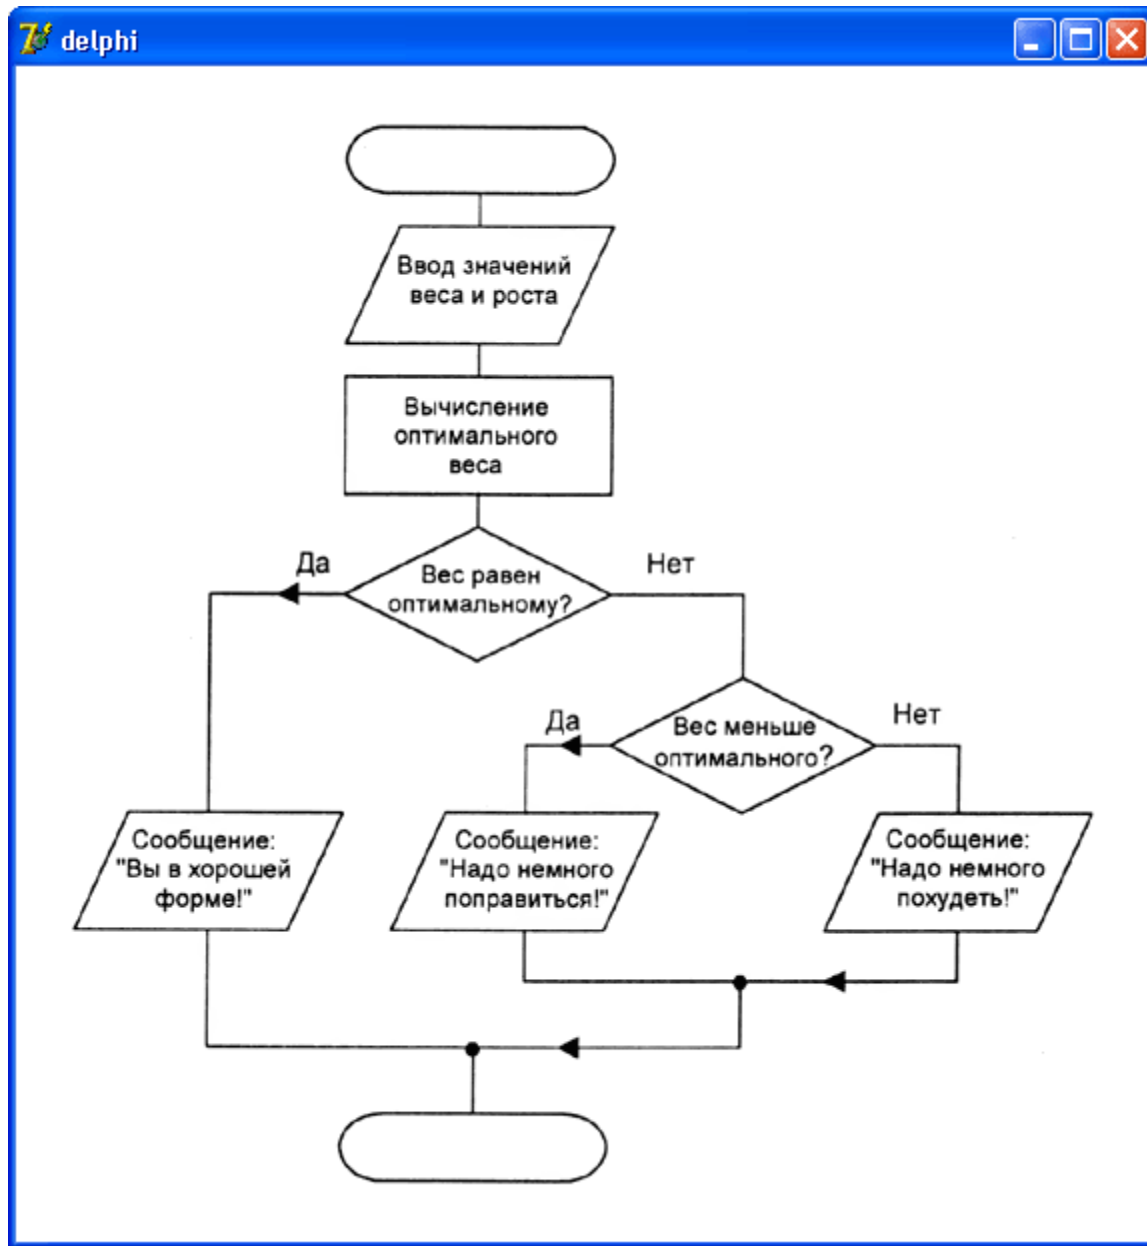 delphi
Ввод значений
веса и роста
Вычисление
оптимального
веса
Да
Нет
Вес равен
оптимальному?
Да
Нет
Вес меньше
оптимального?
Сообщение:
"Вы в хорошей
форме!"
Сообщение:
"Надо немного
поправиться!"
Сообщение:
"Надо немного
похудеть!"